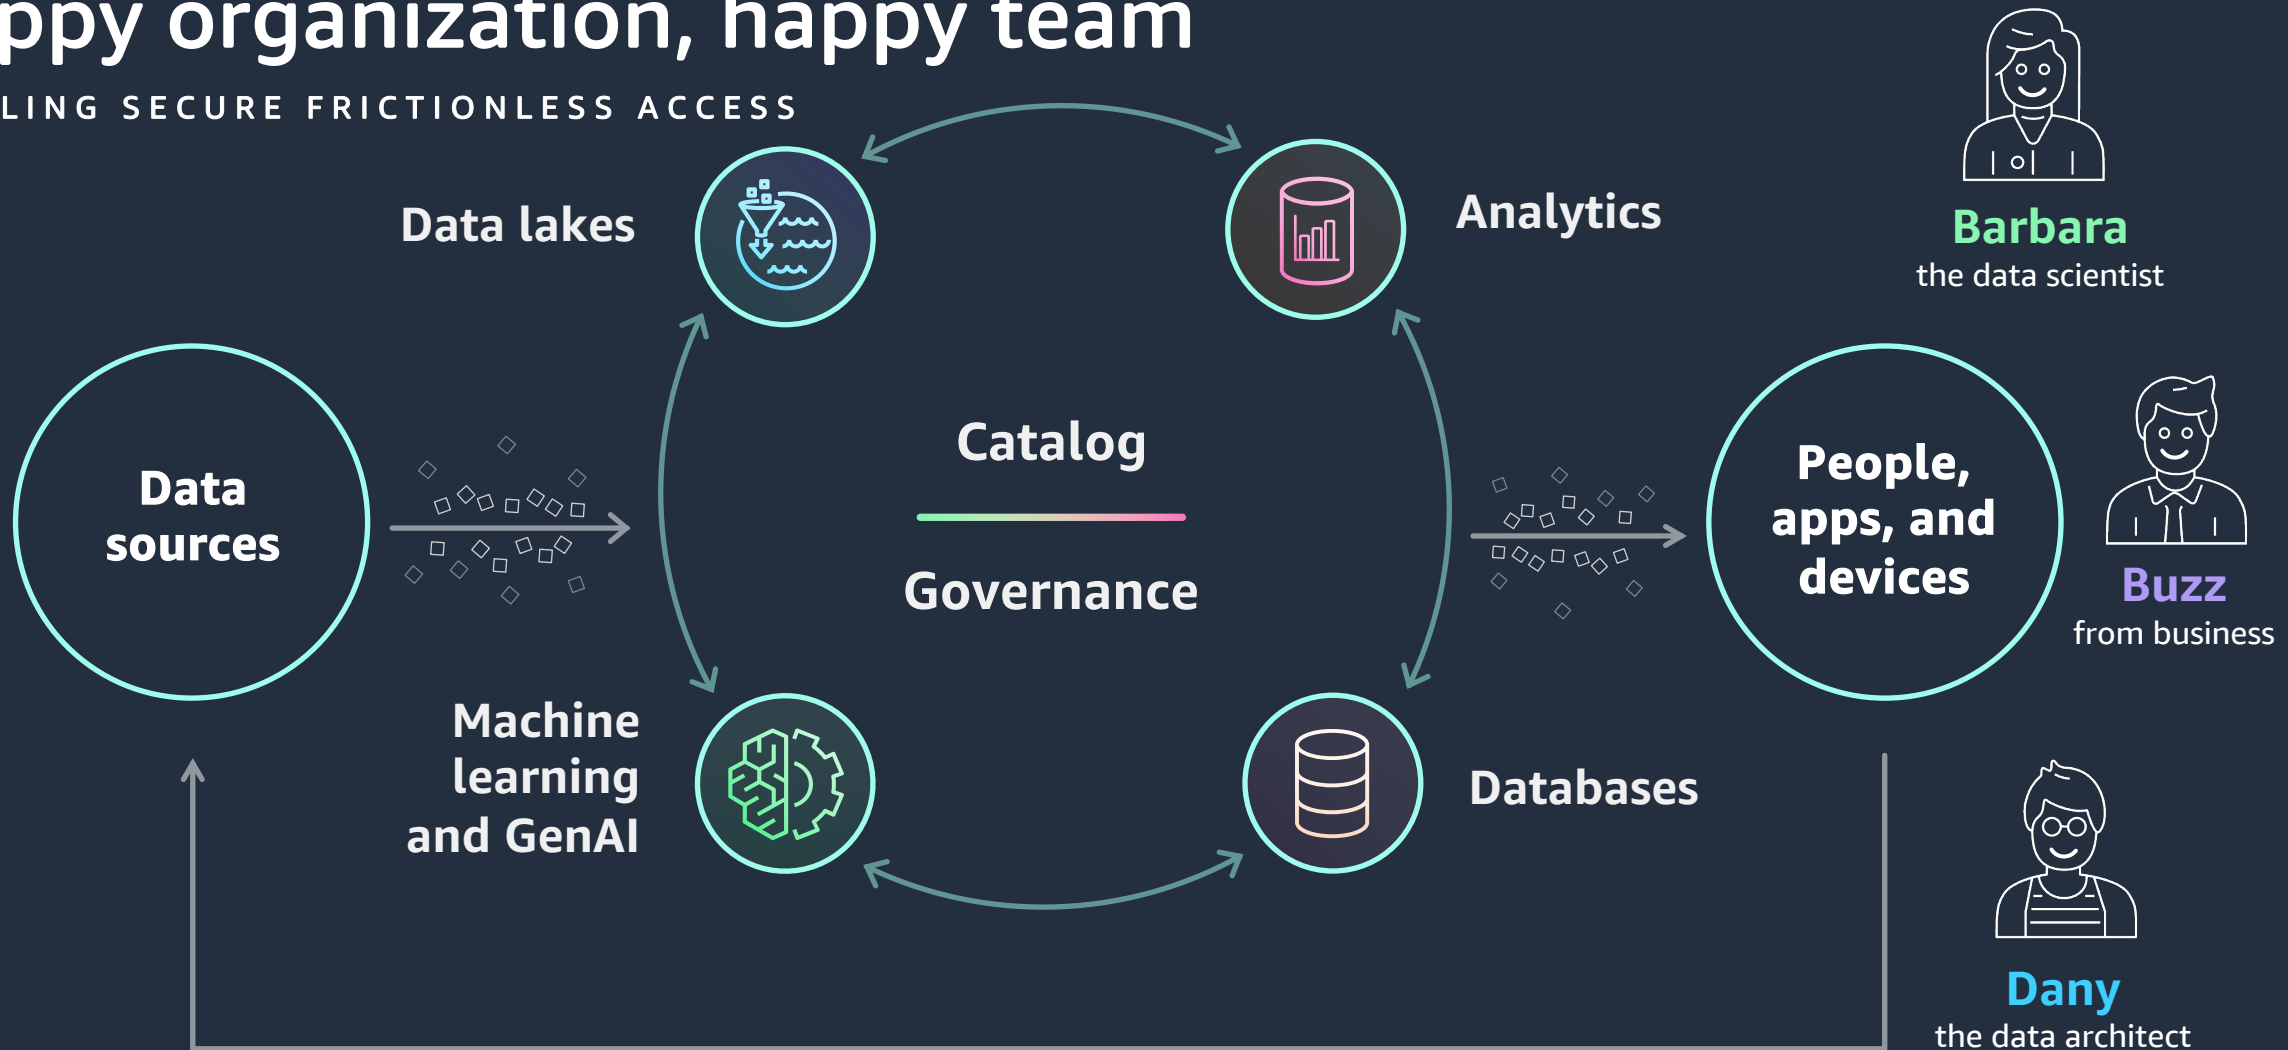 ppy organization, happy team
LING SECURE FRICTIONLESS ACCESS
Data lakes
Analytics
Barbara
the data scientist
Data
sources
Catalog
Governance
People,
apps, and
devices
Buzz
from business
Machine
learning
and GenAI
Databases
Dany
the data architect